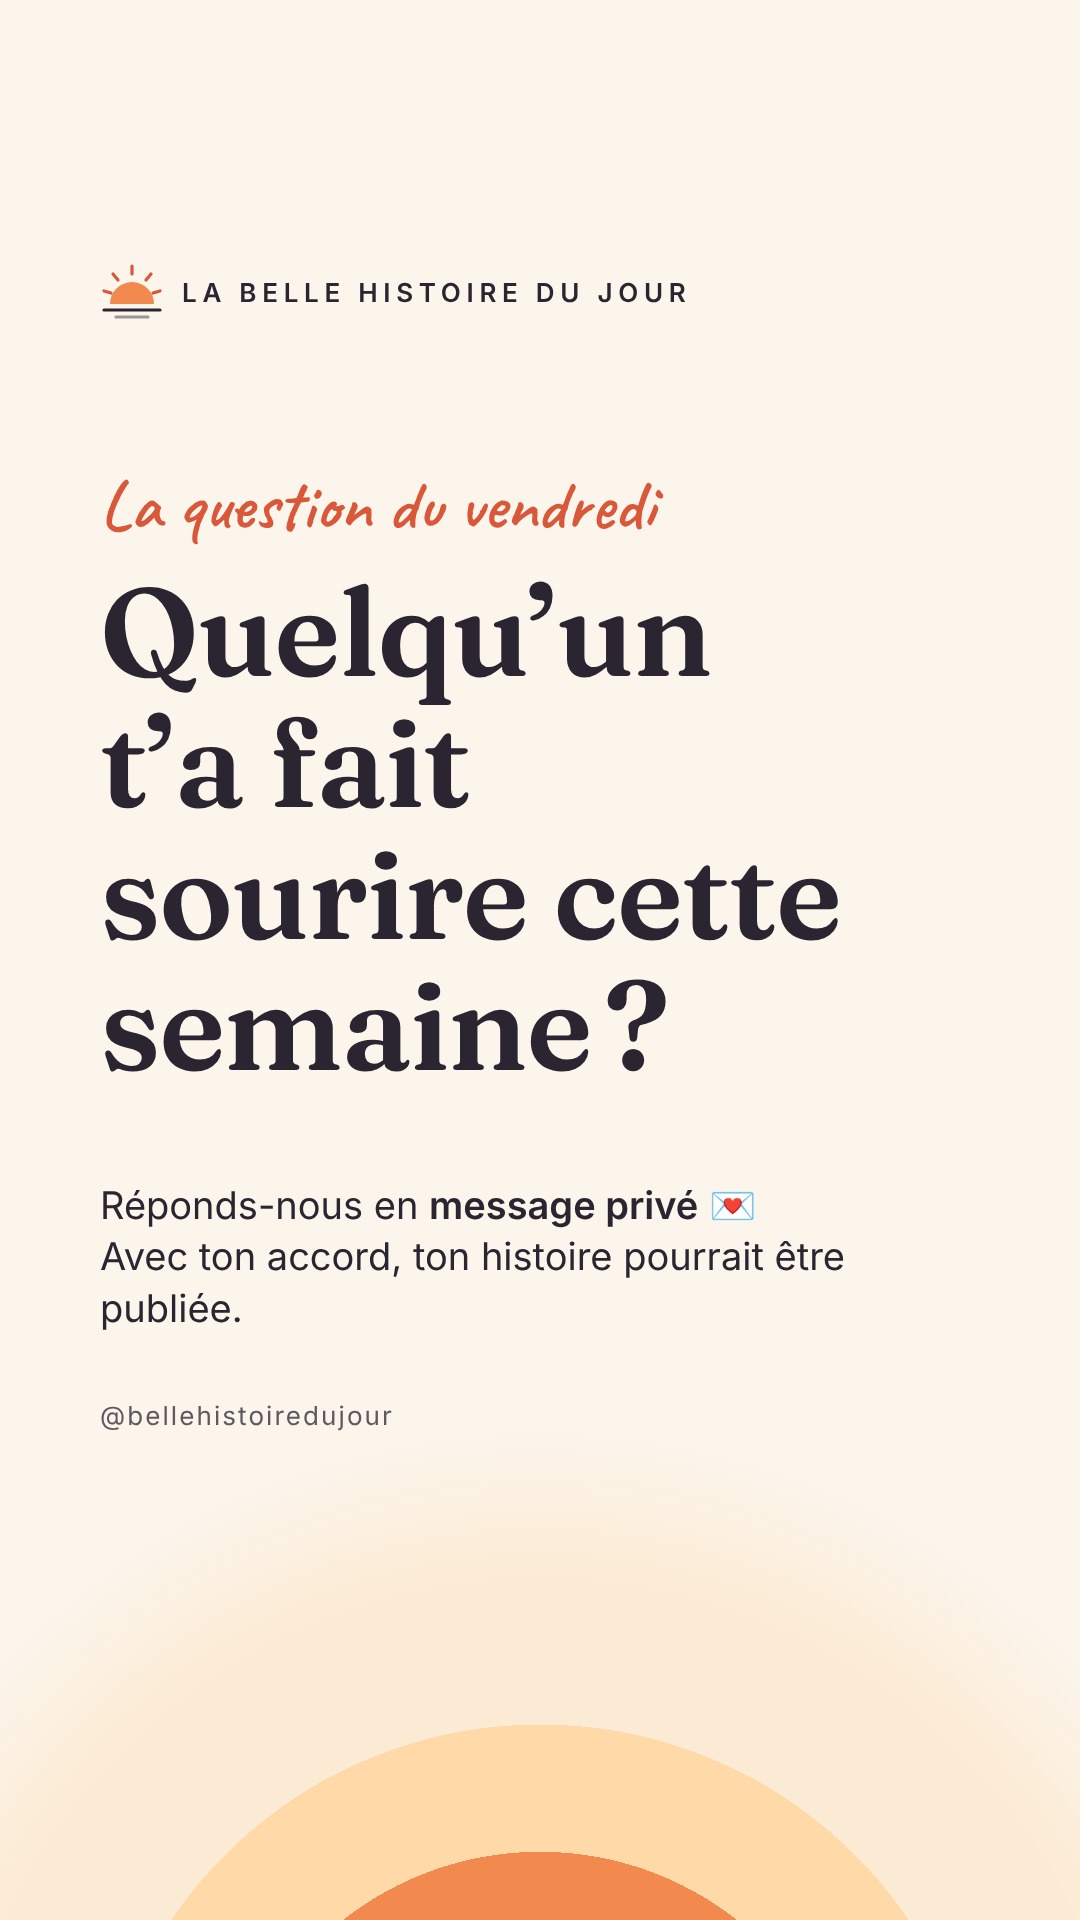 LA BELLE HISTOIRE DU JOUR
La question du vendredi
Quelqu’un
t’a fait
sourire cette
semaine ?
Réponds-nous en message privé 💌
Avec ton accord, ton histoire pourrait être
publiée.
@bellehistoiredujour